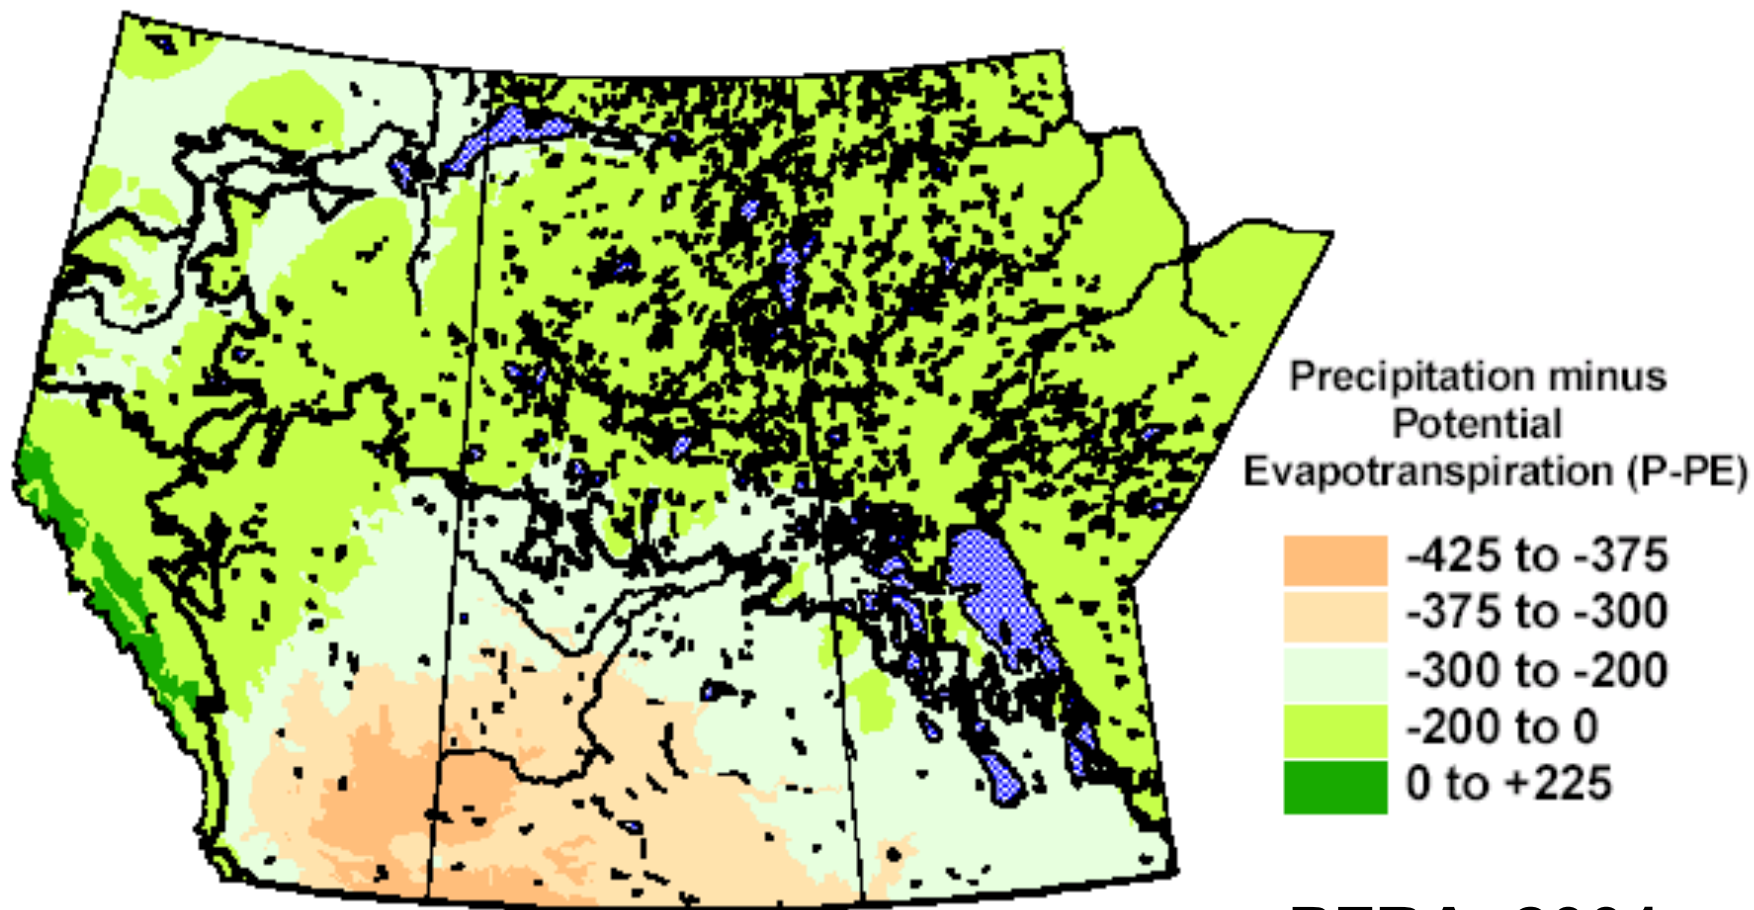 Precipitation minus
Potential
Evapotranspiration (P-PE)
-425 to -375
-375 to -300
-300 to -200
-200 to 0
0 to +225